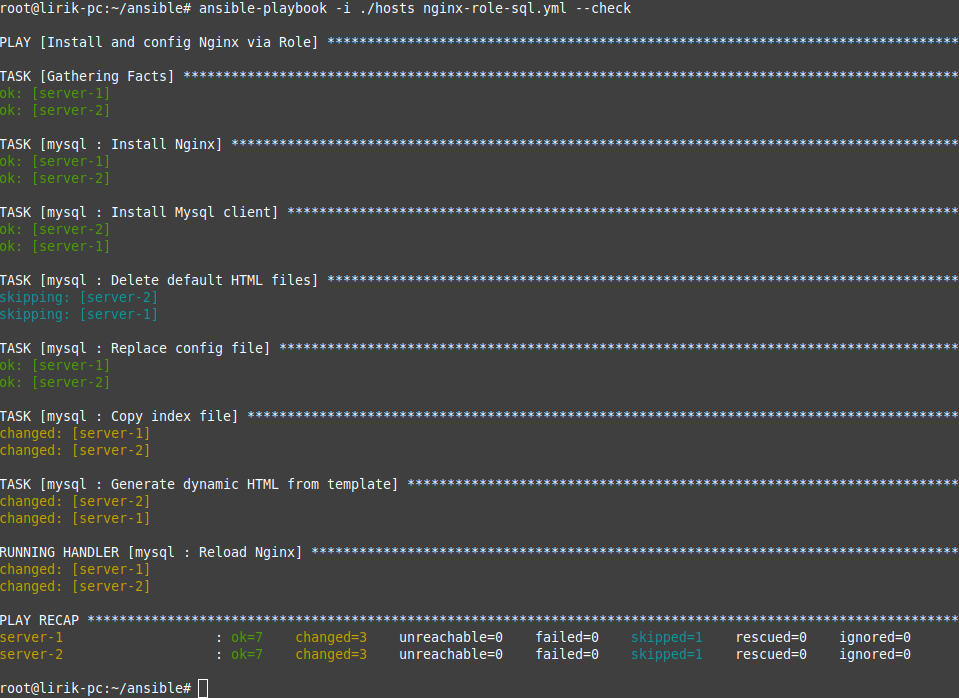 root@lirik-pc:~/ansible# ansible-playbook -i ./hosts nginx-role-sql.yml --check
PLAY [Install and config Nginx via Role] *******************************************************************************
TASK [Gathering Facts] *************************************************************************************************
ok: [server-1]
ok: [server-2]
TASK [mysql : Install Nginx] *******************************************************************************************
ok: [server-1]
ok: [server-2]
TASK [mysql : Install Mysql client] ************************************************************************************
ok: [server-2]
ok: [server-1]
TASK [mysql : Delete default HTML files] *******************************************************************************
skipping: [server-2]
skipping: [server-1]
TASK [mysql : Replace config file] *************************************************************************************
ok: [server-1]
ok: [server-2]
TASK [mysql : Copy index file] *****************************************************************************************
changed: [server-1]
changed: [server-2]
TASK [mysql : Generate dynamic HTML from template] *********************************************************************
changed: [server-2]
changed: [server-1]
RUNNING HANDLER [mysql : Reload Nginx] *********************************************************************************
changed: [server-1]
changed: [server-2]
PLAY RECAP *************************************************************************************************************
server-1                   : ok=7    changed=3    unreachable=0    failed=0    skipped=1    rescued=0    ignored=0
server-2                   : ok=7    changed=3    unreachable=0    failed=0    skipped=1    rescued=0    ignored=0
root@lirik-pc:~/ansible#